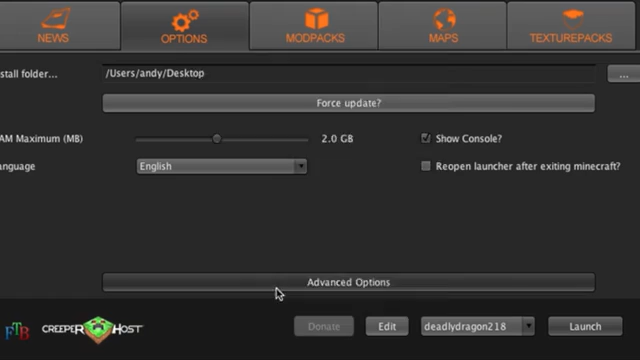 NEWS
OPTIONS
MODPACKS
MAPS
TEXTUREPACKS
stall folder...
/Users/andy/Desktop
...
Force update?
AM Maximum (MB)
2.0 GB
Show Console?
anguage
English
Reopen launcher after exiting minecraft?
Advanced Options
FTB
CREEPER HOST
Donate
Edit
deadlydragon218
Launch